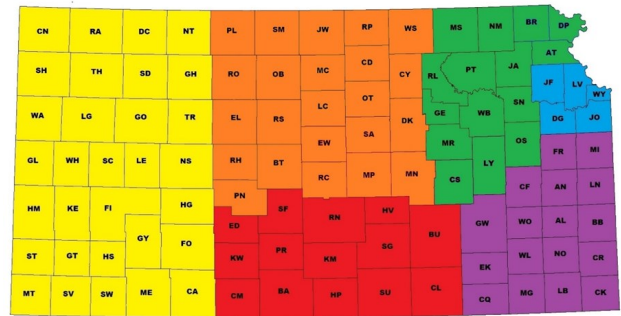 CN RA DC NT PL SM JW RP WS MS NM BR DP
SH TH SD GH RO OB MC CD CY RL PT JA AT JF LV WY
WA LG GO TR EL RS LC OT DK GE WB SN DG JO
GL WH SC LE NS RH BT EW SA MR LY OS FR MI
RC MP MN CS
HM KE FI HG PN SF RN HV GW CF AN LN
ED BU WO AL BB
ST GT HS GY FO KW PR KM SG EK WL NO CR
MT SV SW ME CA CM BA HP SU CL CQ MG LB CK